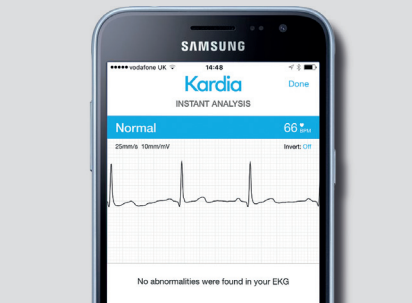 SAMSUNG
vodafone UK 14:48
Kardia Done
INSTANT ANALYSIS
Normal 66 BPM
25mm/s 10mm/mV Invert: Off
No abnormalities were found in your EKG